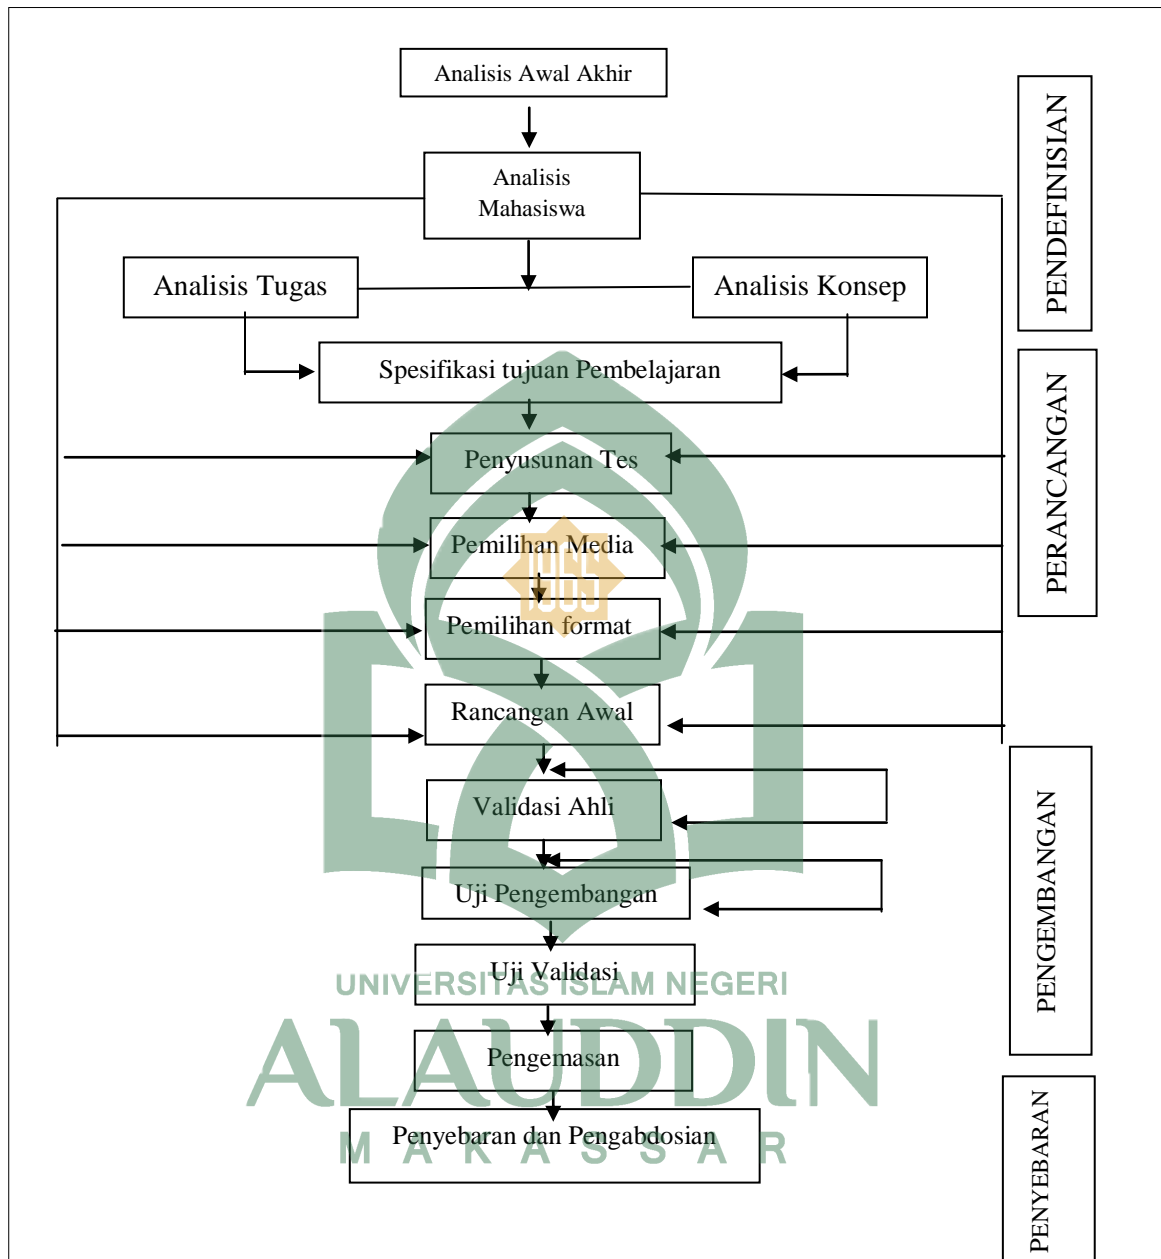 Analisis Awal Akhir
Analisis
Mahasiswa
Analisis Tugas
Analisis Konsep
Spesifikasi tujuan Pembelajaran
Penyusunan Tes
Pemilihan Media
Pemilihan format
Rancangan Awal
Validasi Ahli
Uji Pengembangan
Uji Validasi
Pengemasan
Penyebaran dan Pengabdosian
PENDEFINISIAN
PERANCANGAN
PENGEMBANGAN
PENYEBARAN
UNIVERSITAS ISLAM NEGERI
ALAUDDIN
MAKASSAR